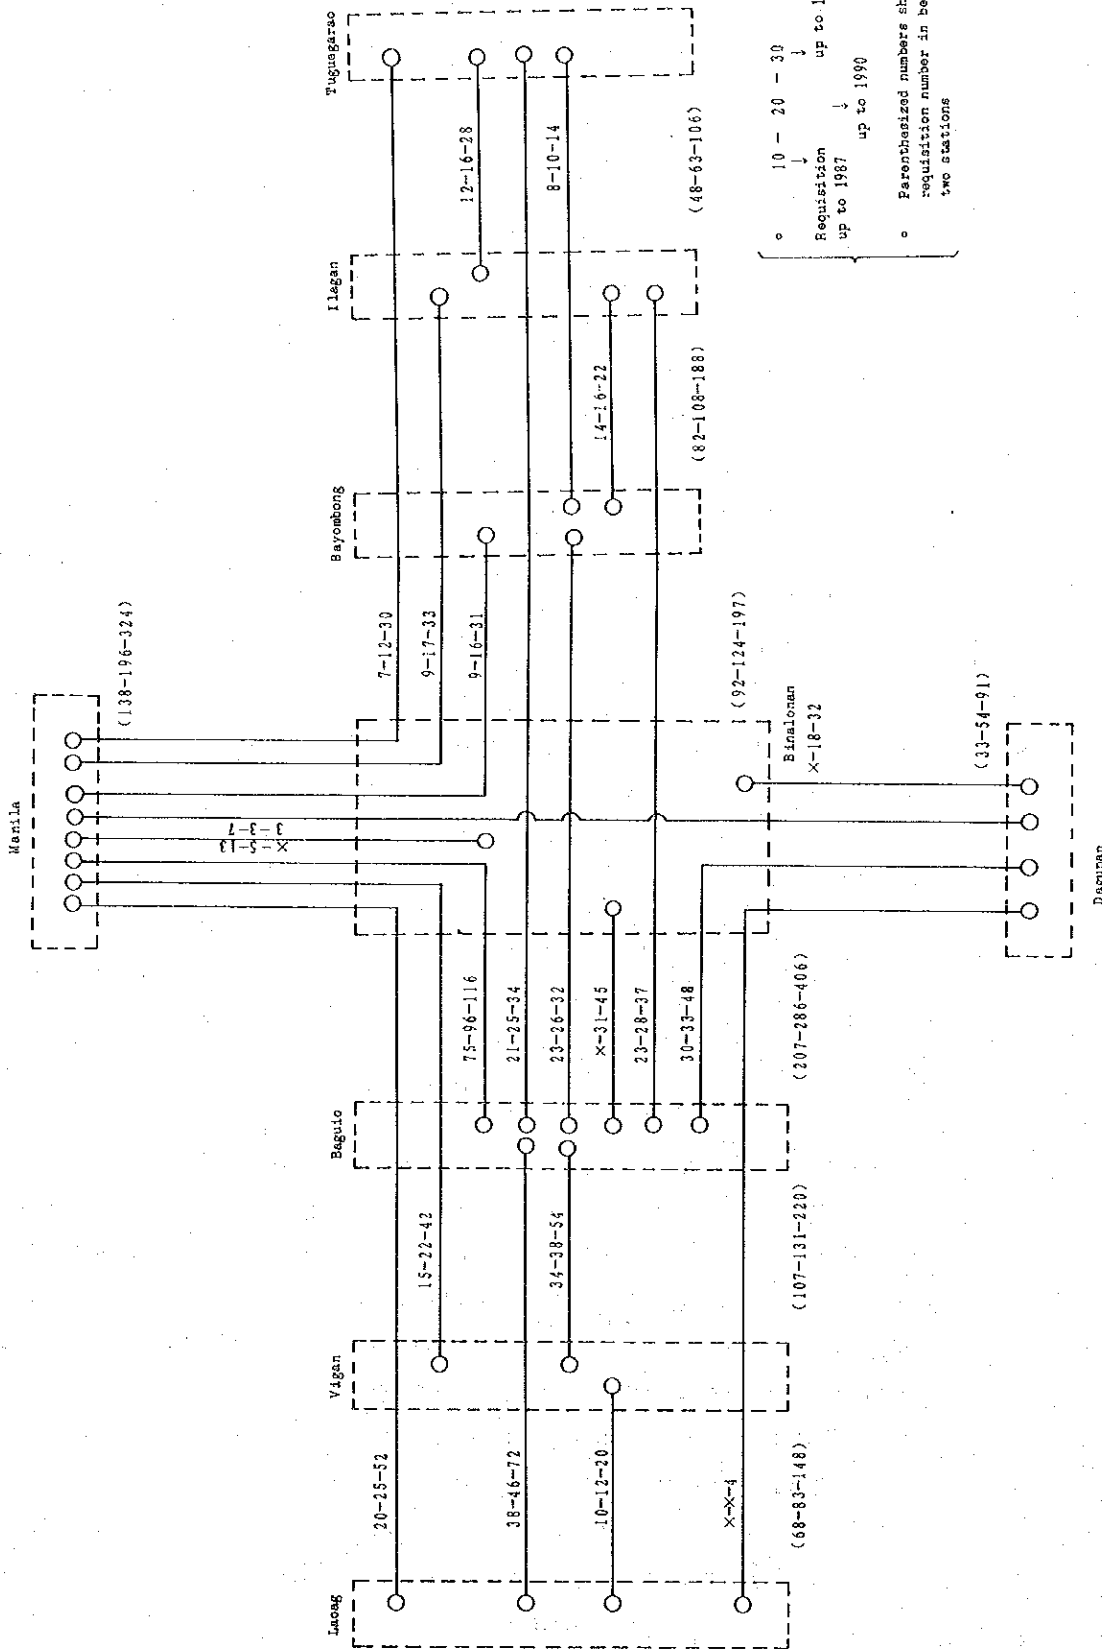 Manila
(138-196-324)
3-3-7
X-5-13
Tuguegarao
Ilagan
Bayombong
Baguio
Vigan
Laoag
7-12-30
9-17-33
9-16-31
12-16-28
8-10-14
14-16-22
(48-63-106)
(82-108-188)
(92-124-197)
Binalonan
X-18-32
(33-54-91)
Dagupan
75-96-116
21-25-34
23-26-32
X-31-45
23-28-37
30-33-48
(207-286-406)
15-22-42
34-38-54
(107-131-220)
20-25-52
38-46-72
10-12-20
X-X-4
(68-83-148)
o 10 - 20 - 30
↓ ↓
Requisition up to 1
up to 1987 ↓
up to 1990
o Parenthesized numbers sh
requisition number in be
two stations